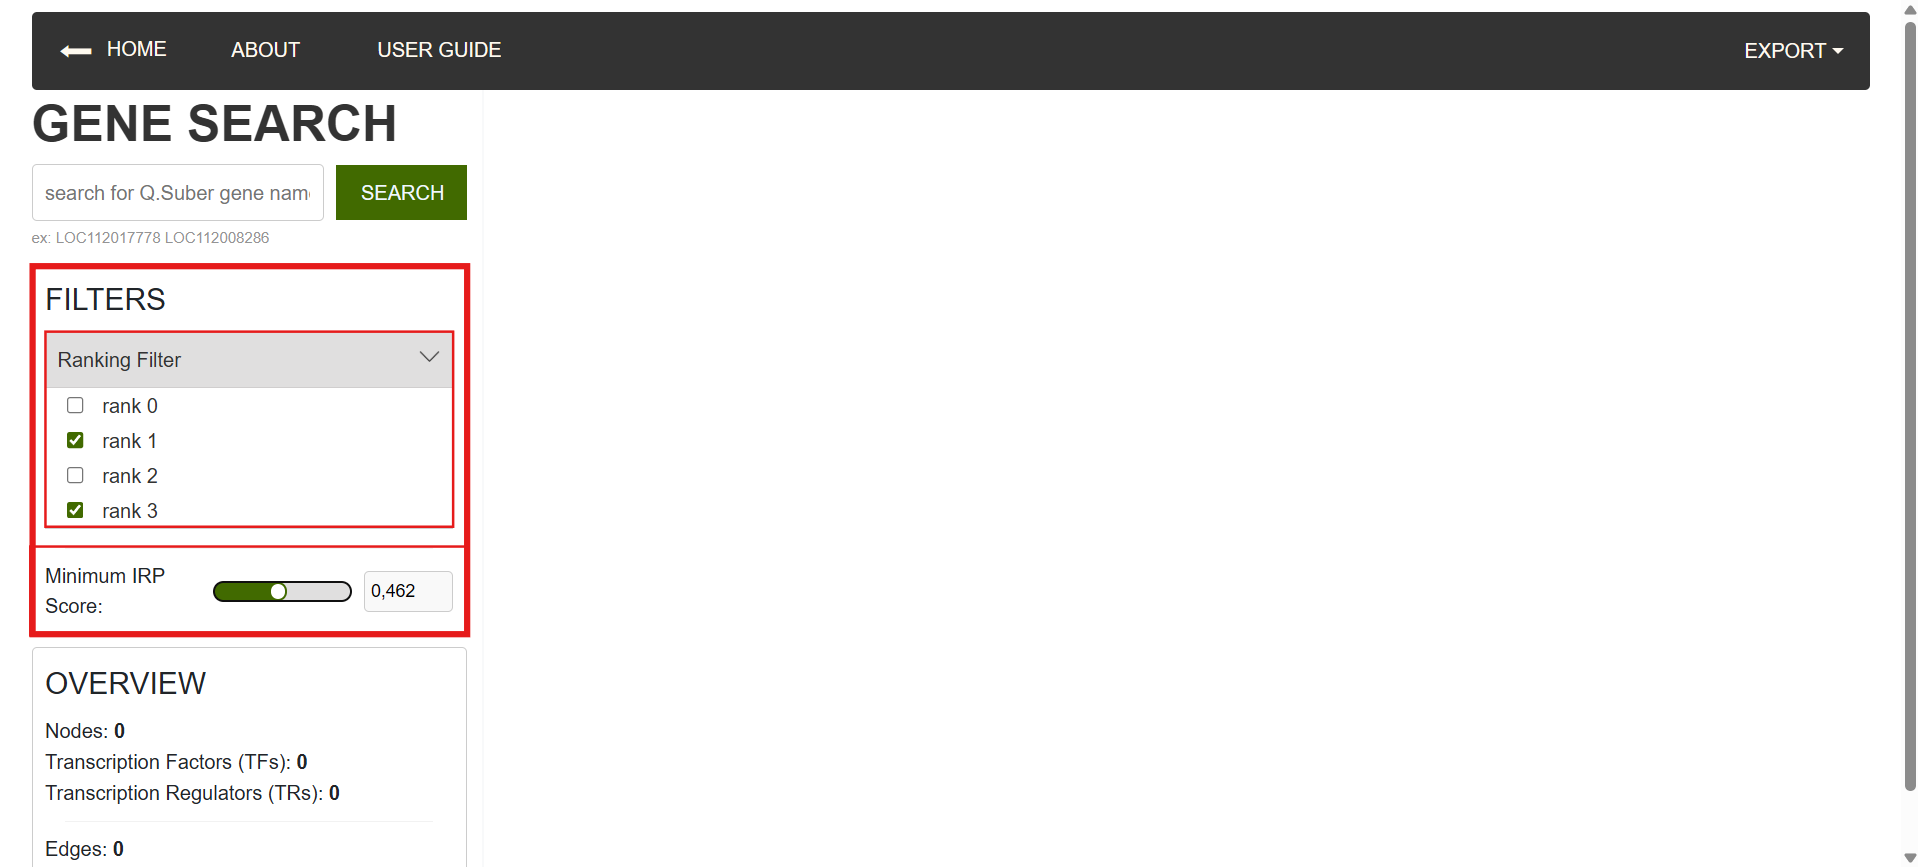 HOME ABOUT USER GUIDE EXPORT
GENE SEARCH
search for Q.Suber gene nam
SEARCH
ex: LOC112017778 LOC112008286
FILTERS
Ranking Filter
rank 0
rank 1
rank 2
rank 3
Minimum IRP
Score:
0,462
OVERVIEW
Nodes: 0
Transcription Factors (TFs): 0
Transcription Regulators (TRs): 0
Edges: 0